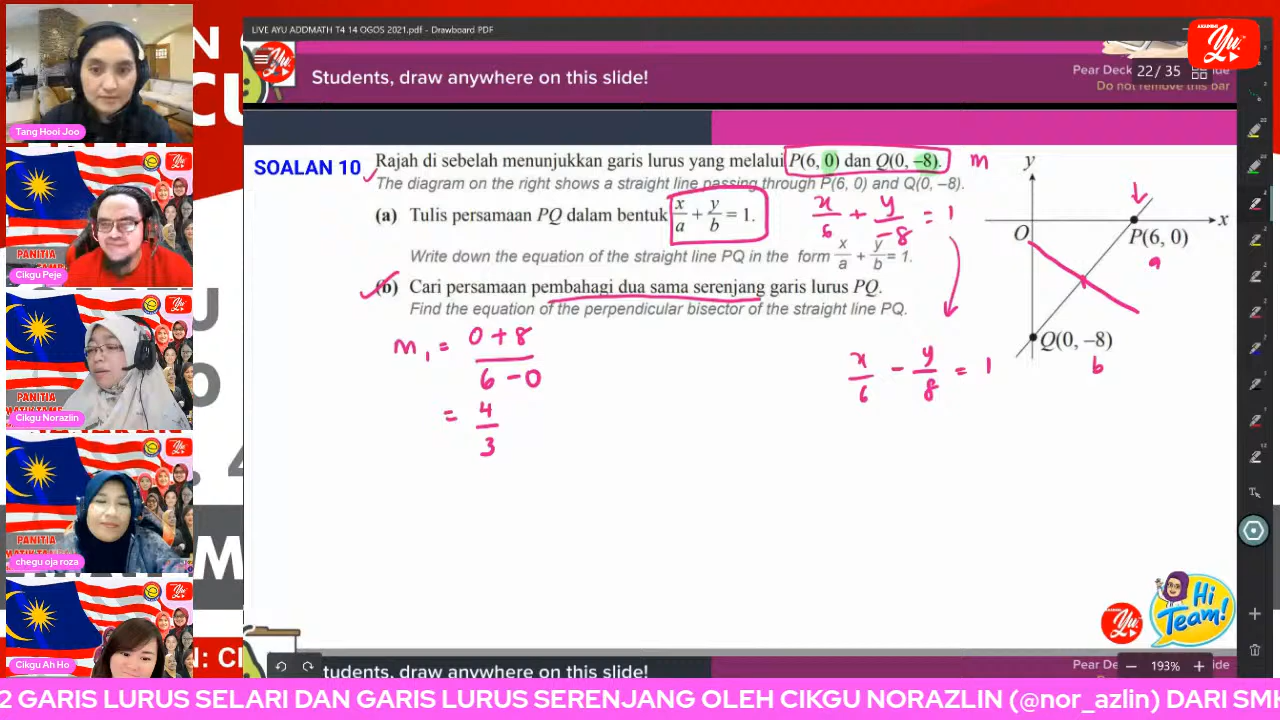 LIVE AYU ADDMATH T4 14 OGOS 2021.pdf - Drawboard PDF
Students, draw anywhere on this slide!
Pear Deck
22 / 35
Do not remove this bar
SOALAN 10
Rajah di sebelah menunjukkan garis lurus yang melalui P(6, 0) dan Q(0, −8).
The diagram on the right shows a straight line passing through P(6, 0) and Q(0, −8).
(a) Tulis persamaan PQ dalam bentuk x/a + y/b = 1.
x/6 + y/-8 = 1
Write down the equation of the straight line PQ in the form x/a + y/b = 1.
(b) Cari persamaan pembahagi dua sama serenjang garis lurus PQ.
Find the equation of the perpendicular bisector of the straight line PQ.
m₁ = (0 + 8)/(6 - 0)
= 4/3
x/6 - y/8 = 1
m
y
x
O
P(6, 0)
a
Q(0, −8)
b
Hi Team!
tudents, draw anywhere on this slide!
Pear De
193%
Tang Hooi Joo
PANITIA
Cikgu Peje
Cikgu Norazlin
PANITIA
chegu oja roza
PANITIA
Cikgu Ah Ho
2 GARIS LURUS SELARI DAN GARIS LURUS SERENJANG OLEH CIKGU NORAZLIN (@nor_azlin) DARI SMI